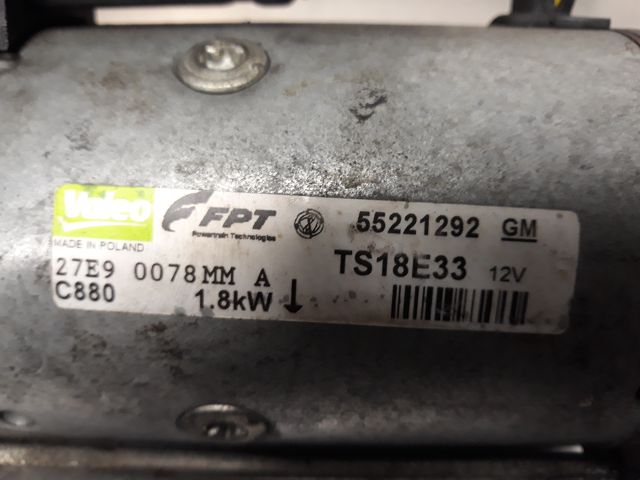 Valeo FPT 55221292 GM
Powertrain Technologies
MADE IN POLAND
27E9 0078MM A TS18E33 12V
C880 1.8kW ↓